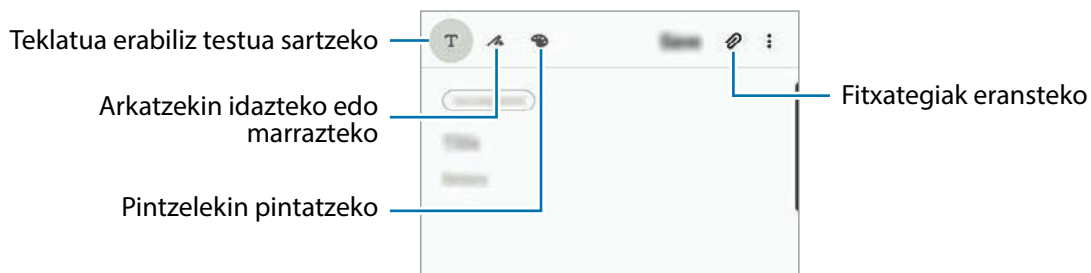 Teklatua erabiliz testua sartzeko
T
Arkatzekin idazteko edo
marrazteko
Fitxategiak eransteko
Pintzelekin pintatzeko